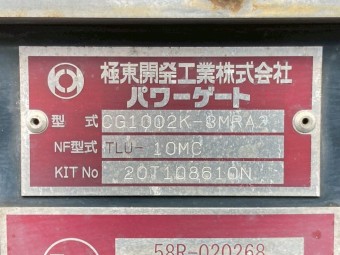 極東開発工業株式会社
パワーゲート
型 式 CG1002K-8MRA
NF型式 TLU- 10MC
KIT No 20T108610N
58R-020268